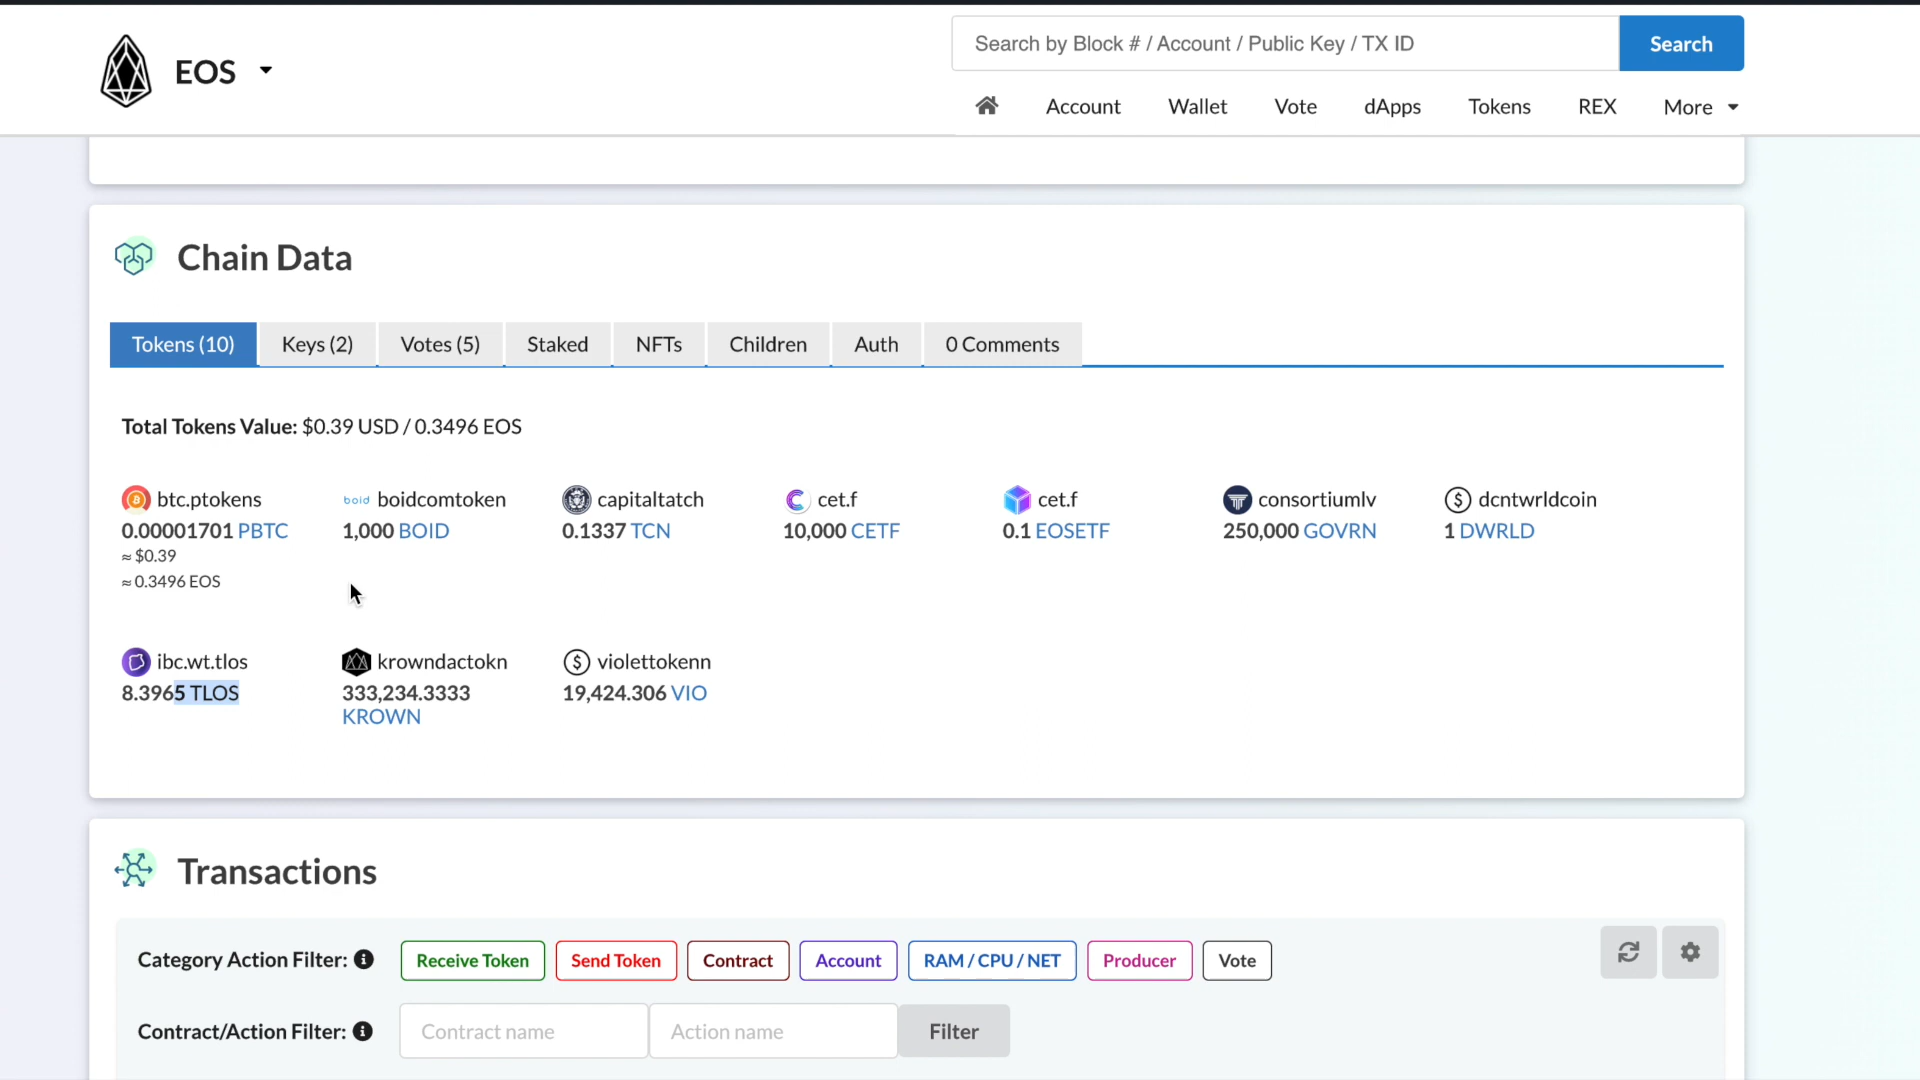 EOS
Search by Block # / Account / Public Key / TX ID
Search
Account Wallet Vote dApps Tokens REX More
Chain Data
Tokens (10) Keys (2) Votes (5) Staked NFTs Children Auth 0 Comments
Total Tokens Value: $0.39 USD / 0.3496 EOS
btc.ptokens
0.00001701 PBTC
≈ $0.39
≈ 0.3496 EOS
boid boidcomtoken
1,000 BOID
capitaltatch
0.1337 TCN
cet.f
10,000 CETF
cet.f
0.1 EOSETF
consortiumlv
250,000 GOVRN
dcntwrldcoin
1 DWRLD
ibc.wt.tlos
8.3965 TLOS
krowndactokn
333,234.3333
KROWN
violettokenn
19,424.306 VIO
Transactions
Category Action Filter: Receive Token Send Token Contract Account RAM / CPU / NET Producer Vote
Contract/Action Filter: Contract name Action name Filter